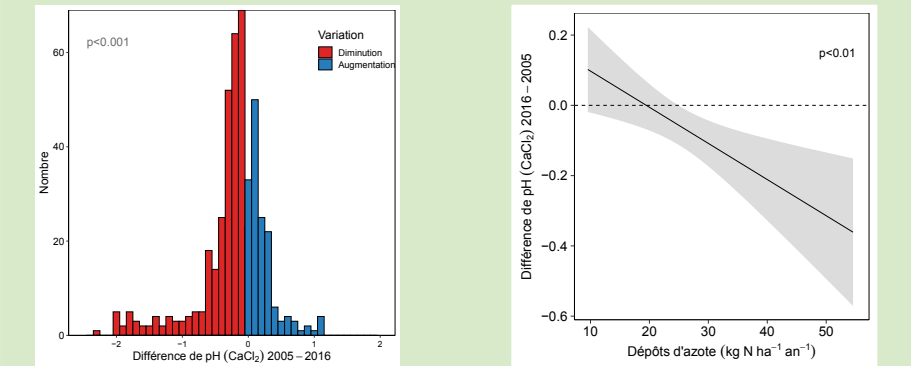 p<0.001
Variation
Diminution
Augmentation
Nombre
60
40
20
0
−2
−1
0
1
2
Différence de pH (CaCl₂) 2005 − 2016
p<0.01
Différence de pH (CaCl₂) 2016 − 2005
0.2
0.0
−0.2
−0.4
−0.6
10
20
30
40
50
Dépôts d'azote (kg N ha⁻¹ an⁻¹)